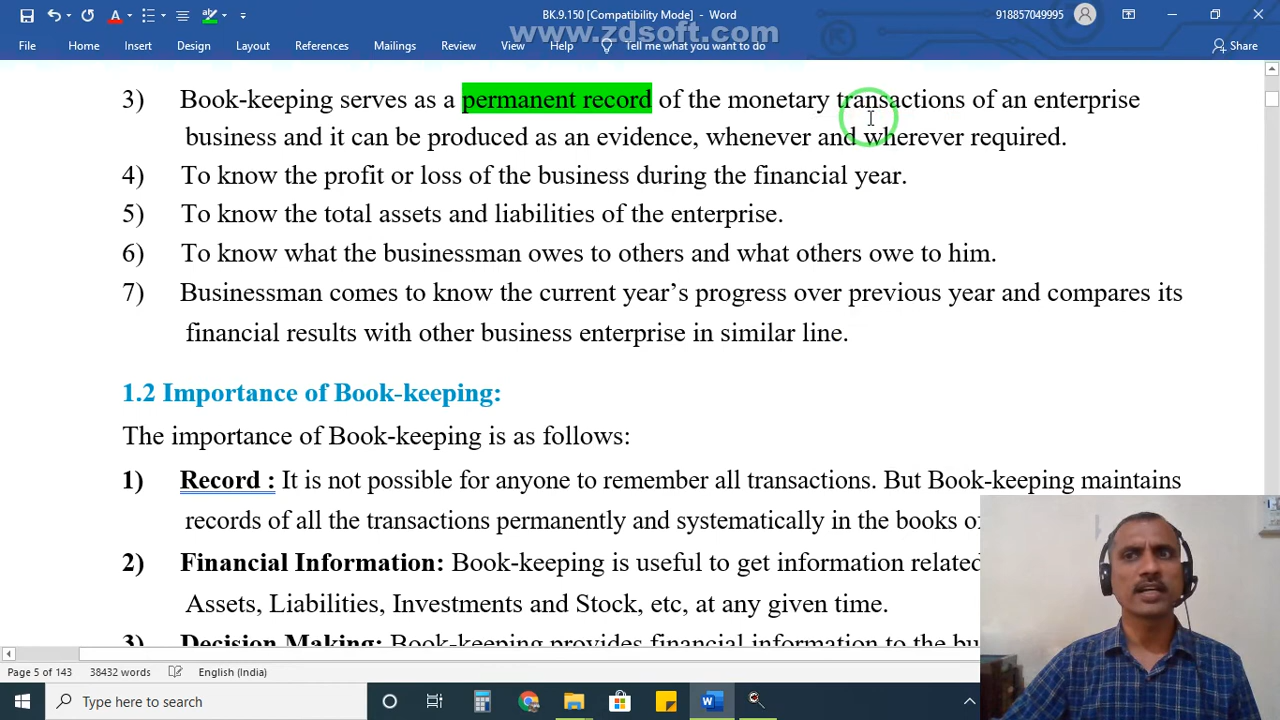 BK.9.150 [Compatibility Mode] - Word
918857049995
www.zdsoft.com
File Home Insert Design Layout References Mailings Review View Help Tell me what you want to do Share
3) Book-keeping serves as a permanent record of the monetary transactions of an enterprise
business and it can be produced as an evidence, whenever and wherever required.
4) To know the profit or loss of the business during the financial year.
5) To know the total assets and liabilities of the enterprise.
6) To know what the businessman owes to others and what others owe to him.
7) Businessman comes to know the current year’s progress over previous year and compares its
financial results with other business enterprise in similar line.
1.2 Importance of Book-keeping:
The importance of Book-keeping is as follows:
1) Record : It is not possible for anyone to remember all transactions. But Book-keeping maintains
records of all the transactions permanently and systematically in the books of
2) Financial Information: Book-keeping is useful to get information related
Assets, Liabilities, Investments and Stock, etc, at any given time.
3) Decision Making: Book-keeping provides financial information to the bu
Page 5 of 143 38432 words English (India)
Type here to search